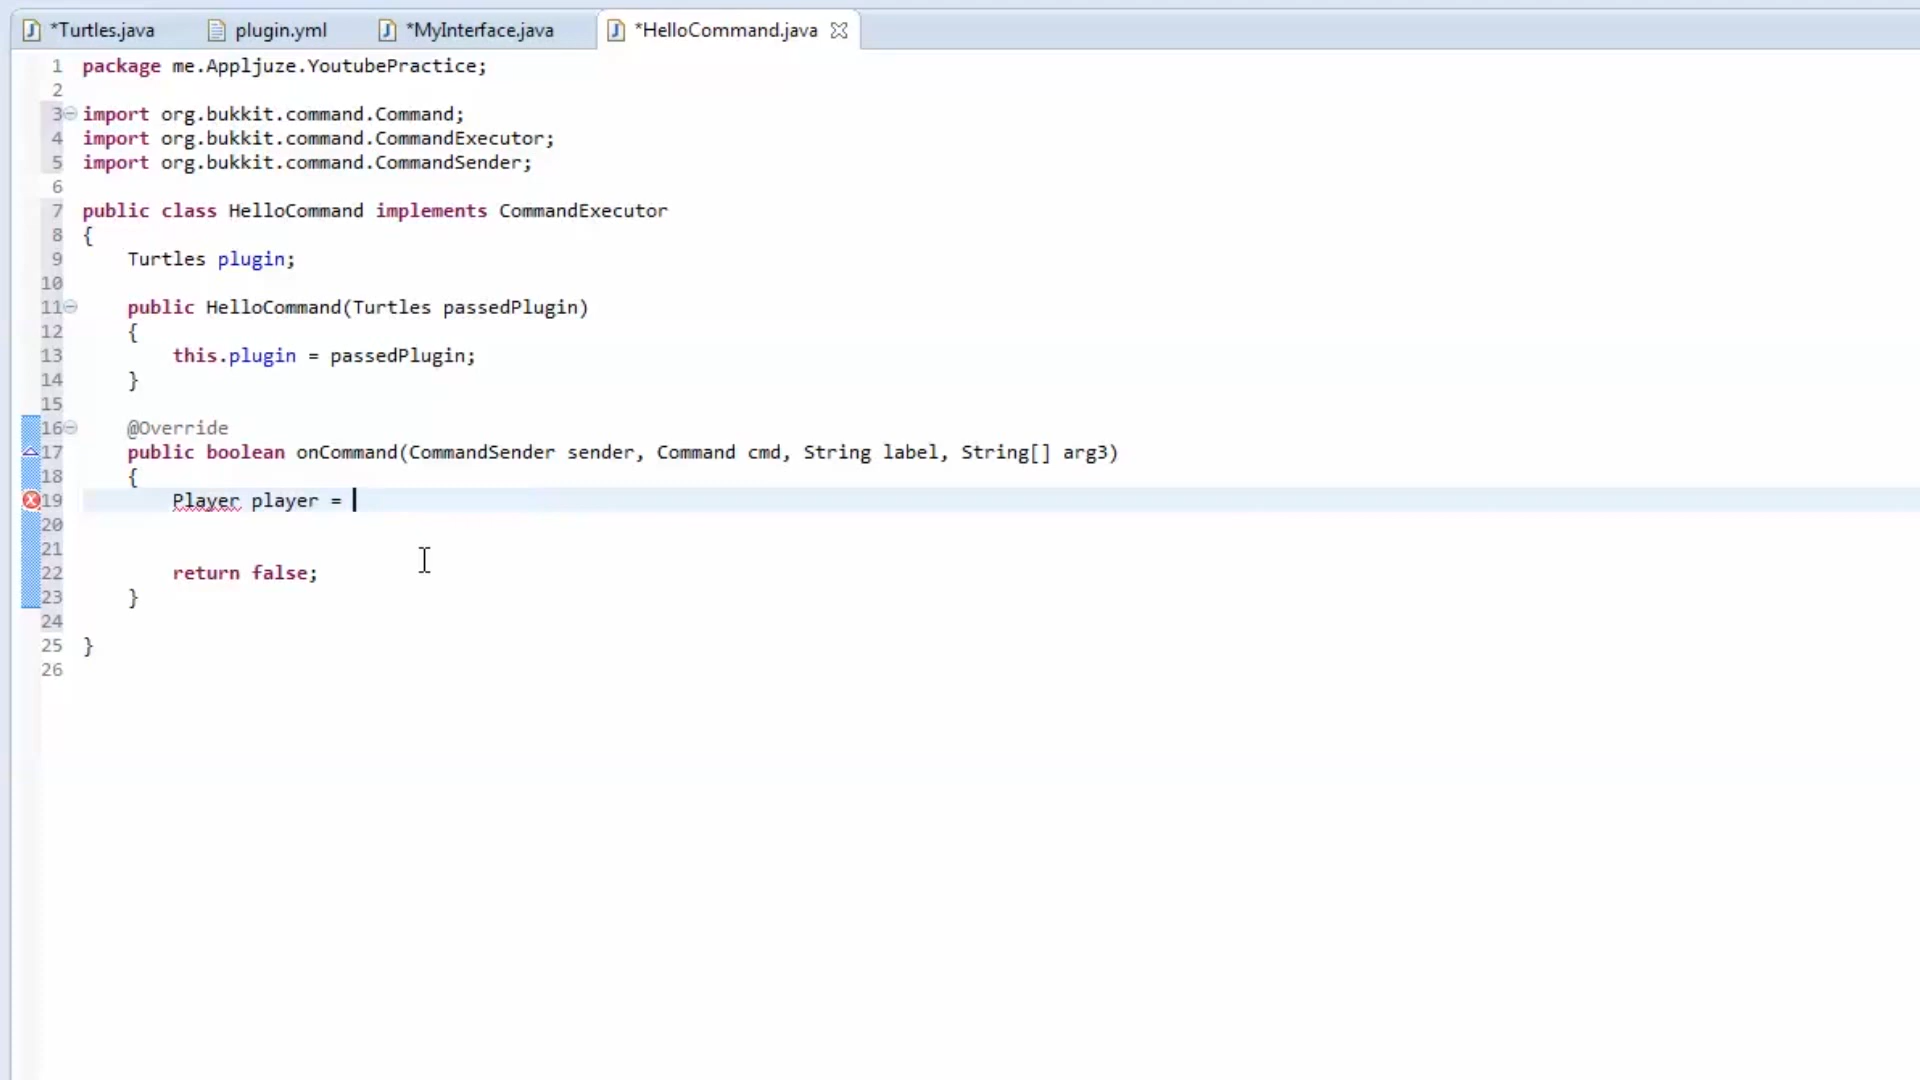 *Turtles.java plugin.yml *MyInterface.java *HelloCommand.java
1 package me.Appljuze.YoutubePractice;
2
3 import org.bukkit.command.Command;
4 import org.bukkit.command.CommandExecutor;
5 import org.bukkit.command.CommandSender;
6
7 public class HelloCommand implements CommandExecutor
8 {
9 Turtles plugin;
10
11 public HelloCommand(Turtles passedPlugin)
12 {
13 this.plugin = passedPlugin;
14 }
15
16 @Override
17 public boolean onCommand(CommandSender sender, Command cmd, String label, String[] arg3)
18 {
19 Player player =
20
21
22 return false;
23 }
24
25 }
26